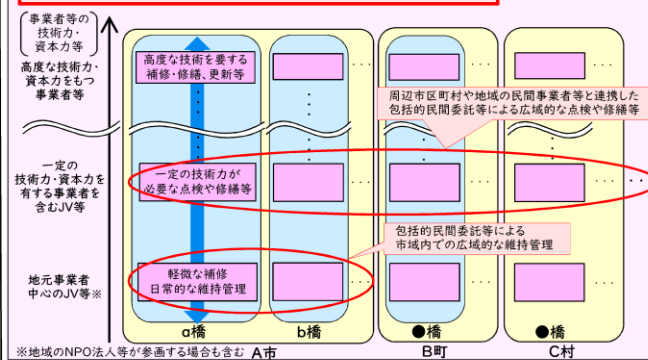 事業者等の
技術力・
資本力等
高度な技術力・
資本力をもつ
事業者等
高度な技術を要する
補修・修繕、更新等
周辺市区町村や地域の民間事業者等と連携した
包括的民間委託等による広域的な点検や修繕等
一定の
技術力・資本力を
有する事業者を
含むJV等
一定の技術力が
必要な点検や修繕等
包括的民間委託等による
市域内での広域的な維持管理
地元事業者
中心のJV等※
軽微な補修
日常的な維持管理
a橋
b橋
●橋
●橋
※地域のNPO法人等が参画する場合も含む
A市
B町
C村